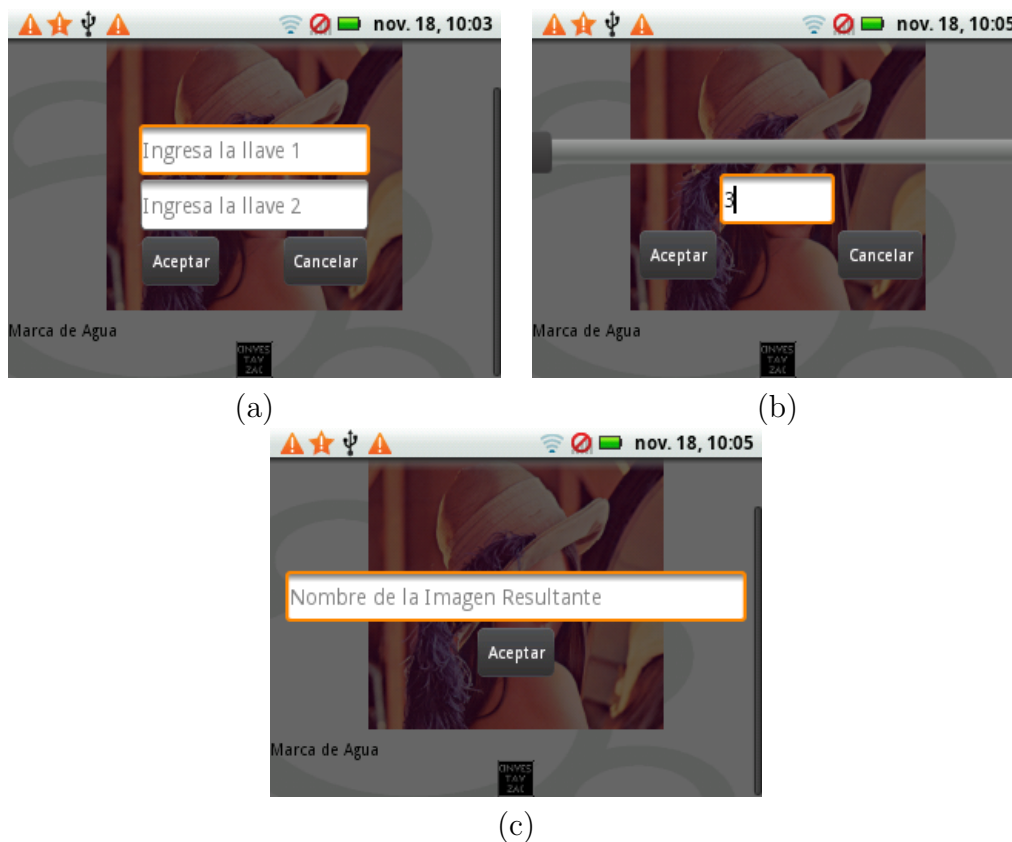 nov. 18, 10:03
Ingresa la llave 1
Ingresa la llave 2
Aceptar Cancelar
Marca de Agua
CINVES
TAV
ZAC
(a)
nov. 18, 10:05
3
Aceptar Cancelar
Marca de Agua
CINVES
TAV
ZAC
(b)
nov. 18, 10:05
Nombre de la Imagen Resultante
Aceptar
Marca de Agua
CINVES
TAV
ZAC
(c)